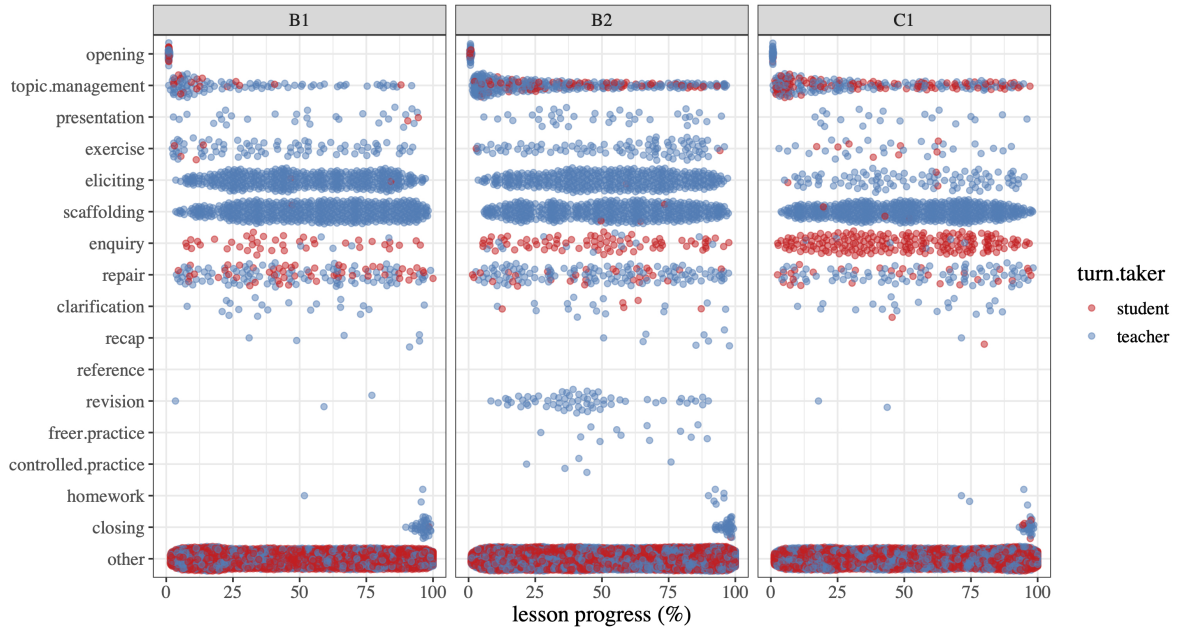 B1 B2 C1
opening
topic.management
presentation
exercise
eliciting
scaffolding
enquiry
repair
clarification
recap
reference
revision
freer.practice
controlled.practice
homework
closing
other
0 25 50 75 100 0 25 50 75 100 0 25 50 75 100
lesson progress (%)
turn.taker
student
teacher